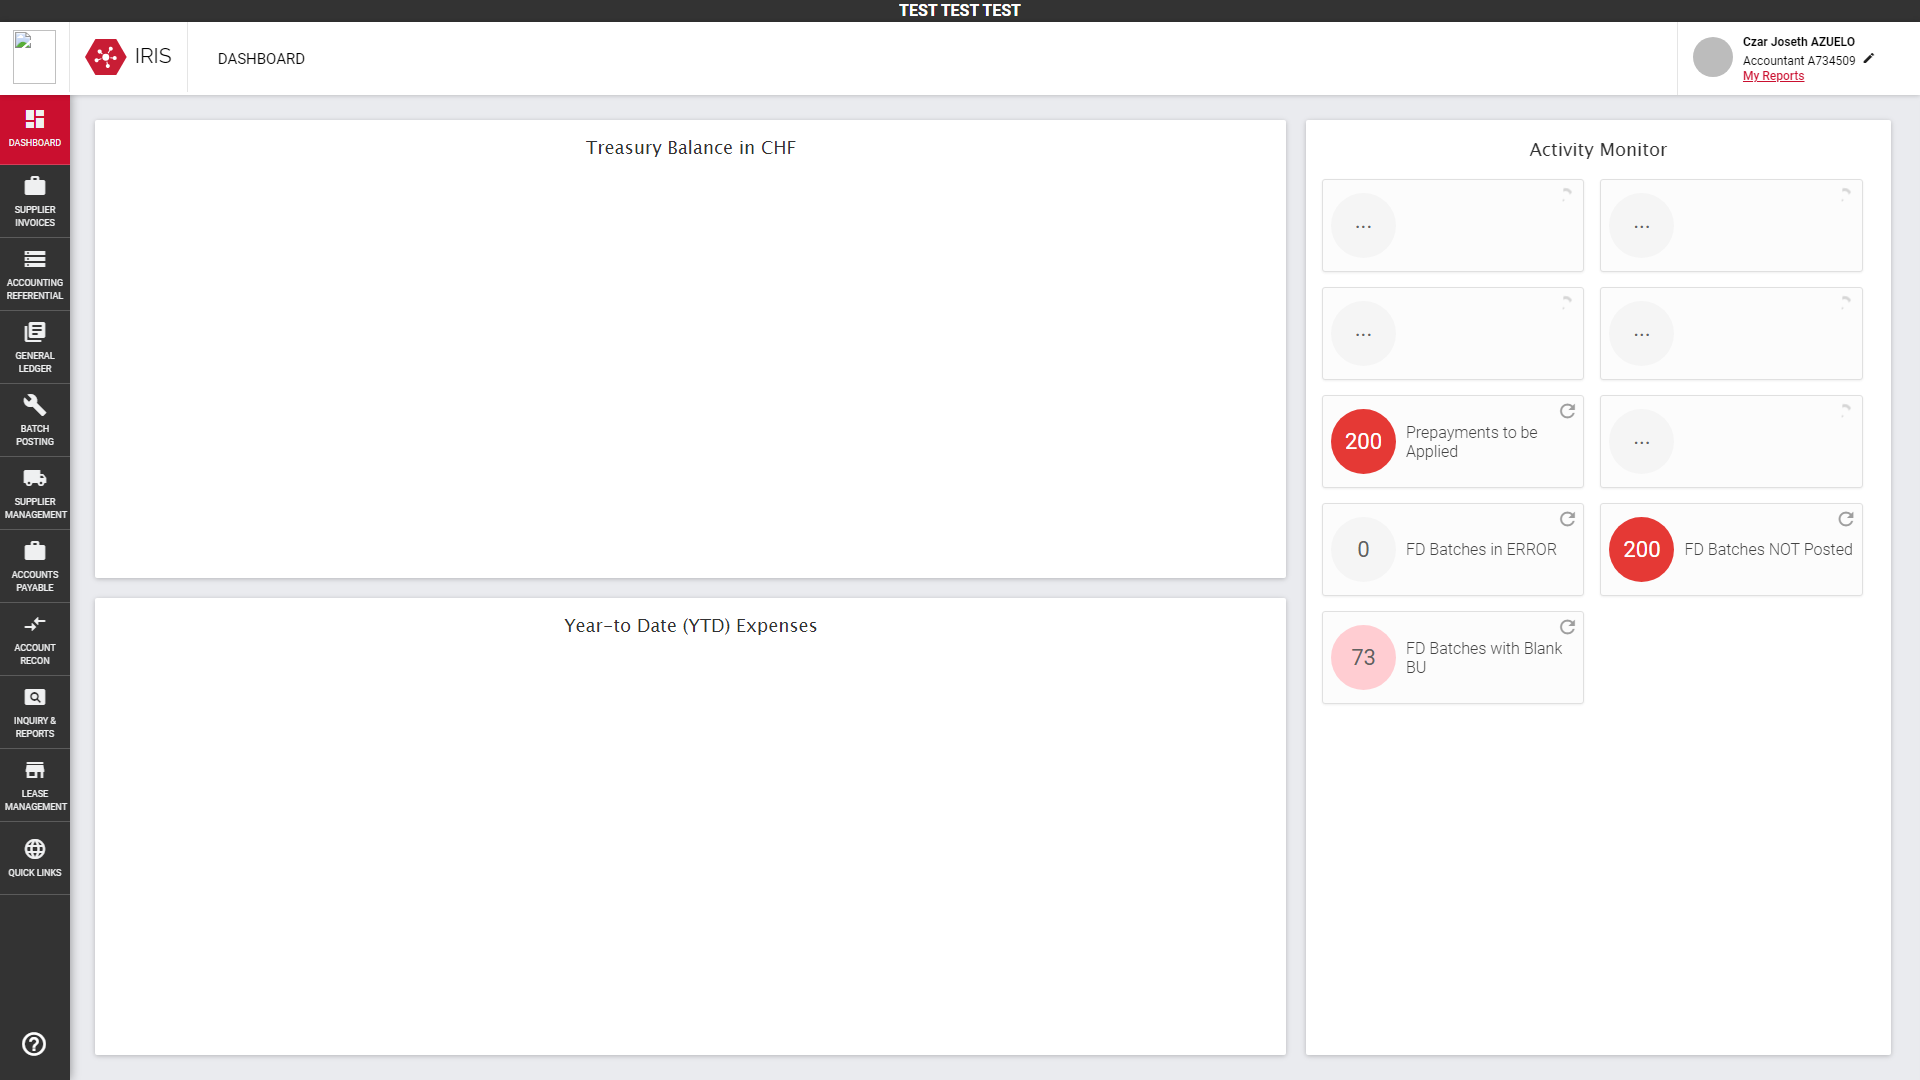 TEST TEST TEST
IRIS
DASHBOARD
Czar Joseth AZUELO
Accountant A734509
My Reports
DASHBOARD
SUPPLIER
INVOICES
ACCOUNTING
REFERENTIAL
GENERAL
LEDGER
BATCH
POSTING
SUPPLIER
MANAGEMENT
ACCOUNTS
PAYABLE
ACCOUNT
RECON
INQUIRY &
REPORTS
LEASE
MANAGEMENT
QUICK LINKS
Treasury Balance in CHF
Year-to Date (YTD) Expenses
Activity Monitor
...
...
...
...
200
Prepayments to be
Applied
...
0
FD Batches in ERROR
200
FD Batches NOT Posted
73
FD Batches with Blank
BU